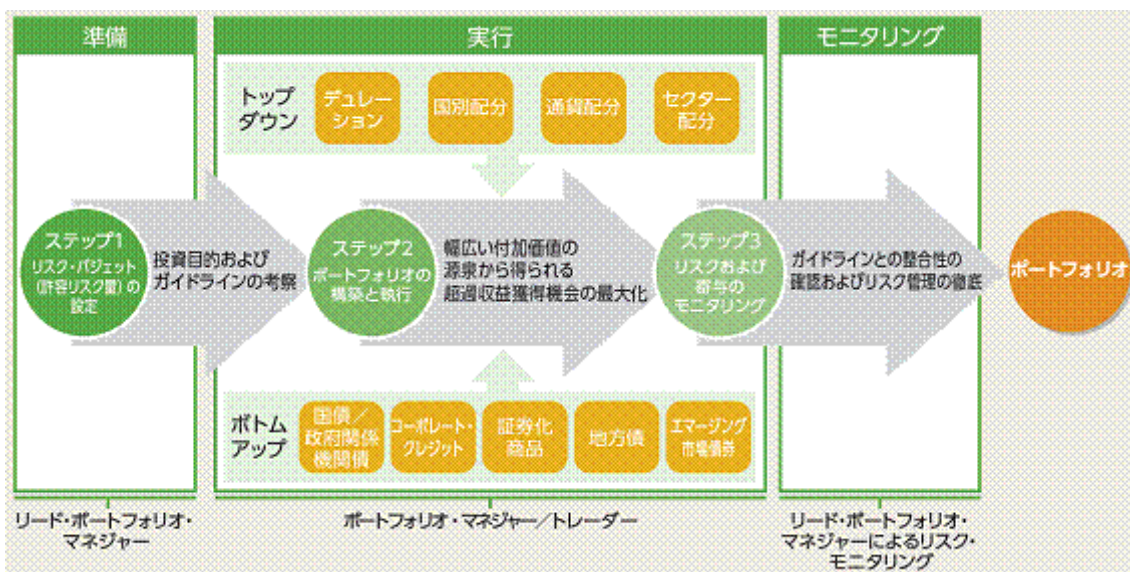 準備
実行
モニタリング
トップ
ダウン
デュレー
ション
国別配分
通貨配分
セクター
配分
ステップ1
リスク・バジェット
(許容リスク量)の
設定
投資目的および
ガイドラインの考察
ステップ2
ポートフォリオの
構築と執行
幅広い付加価値の
源泉から得られる
超過収益獲得機会の最大化
ステップ3
リスクおよび
寄与の
モニタリング
ガイドラインとの整合性の
確認およびリスク管理の徹底
ポートフォリオ
ボトム
アップ
国債/
政府関係
機関債
コーポレート・
クレジット
証券化
商品
地方債
エマージング
市場債券
リード・ポートフォリオ・
マネジャー
ポートフォリオ・マネジャー/トレーダー
リード・ポートフォリオ・
マネジャーによるリスク・
モニタリング